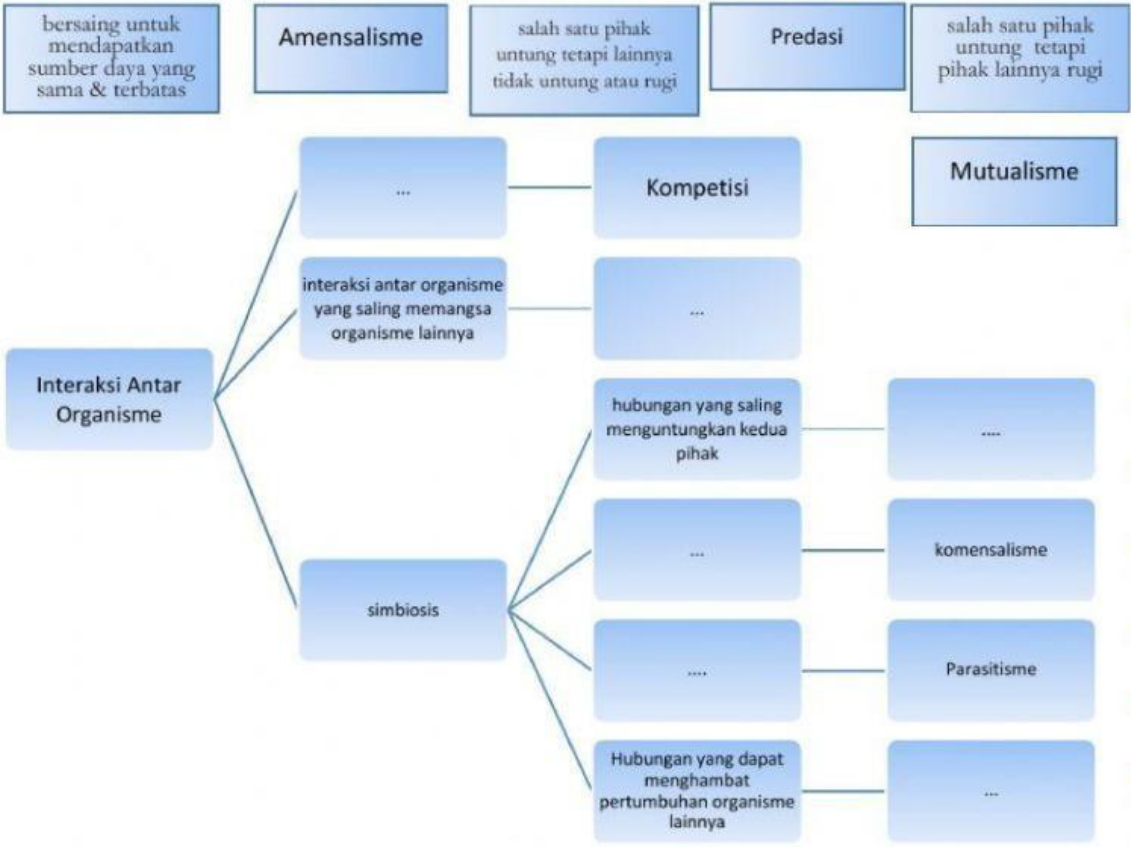 bersaing untuk
mendapatkan
sumber daya yang
sama & terbatas
Amensalisme
salah satu pihak
untung tetapi lainnya
tidak untung atau rugi
Predasi
salah satu pihak
untung tetapi
pihak lainnya rugi
Mutualisme
...
Kompetisi
interaksi antar organisme
yang saling memangsa
organisme lainnya
...
Interaksi Antar
Organisme
hubungan yang saling
menguntungkan kedua
pihak
....
...
komensalisme
simbiosis
....
Parasitisme
Hubungan yang dapat
menghambat
pertumbuhan organisme
lainnya
...